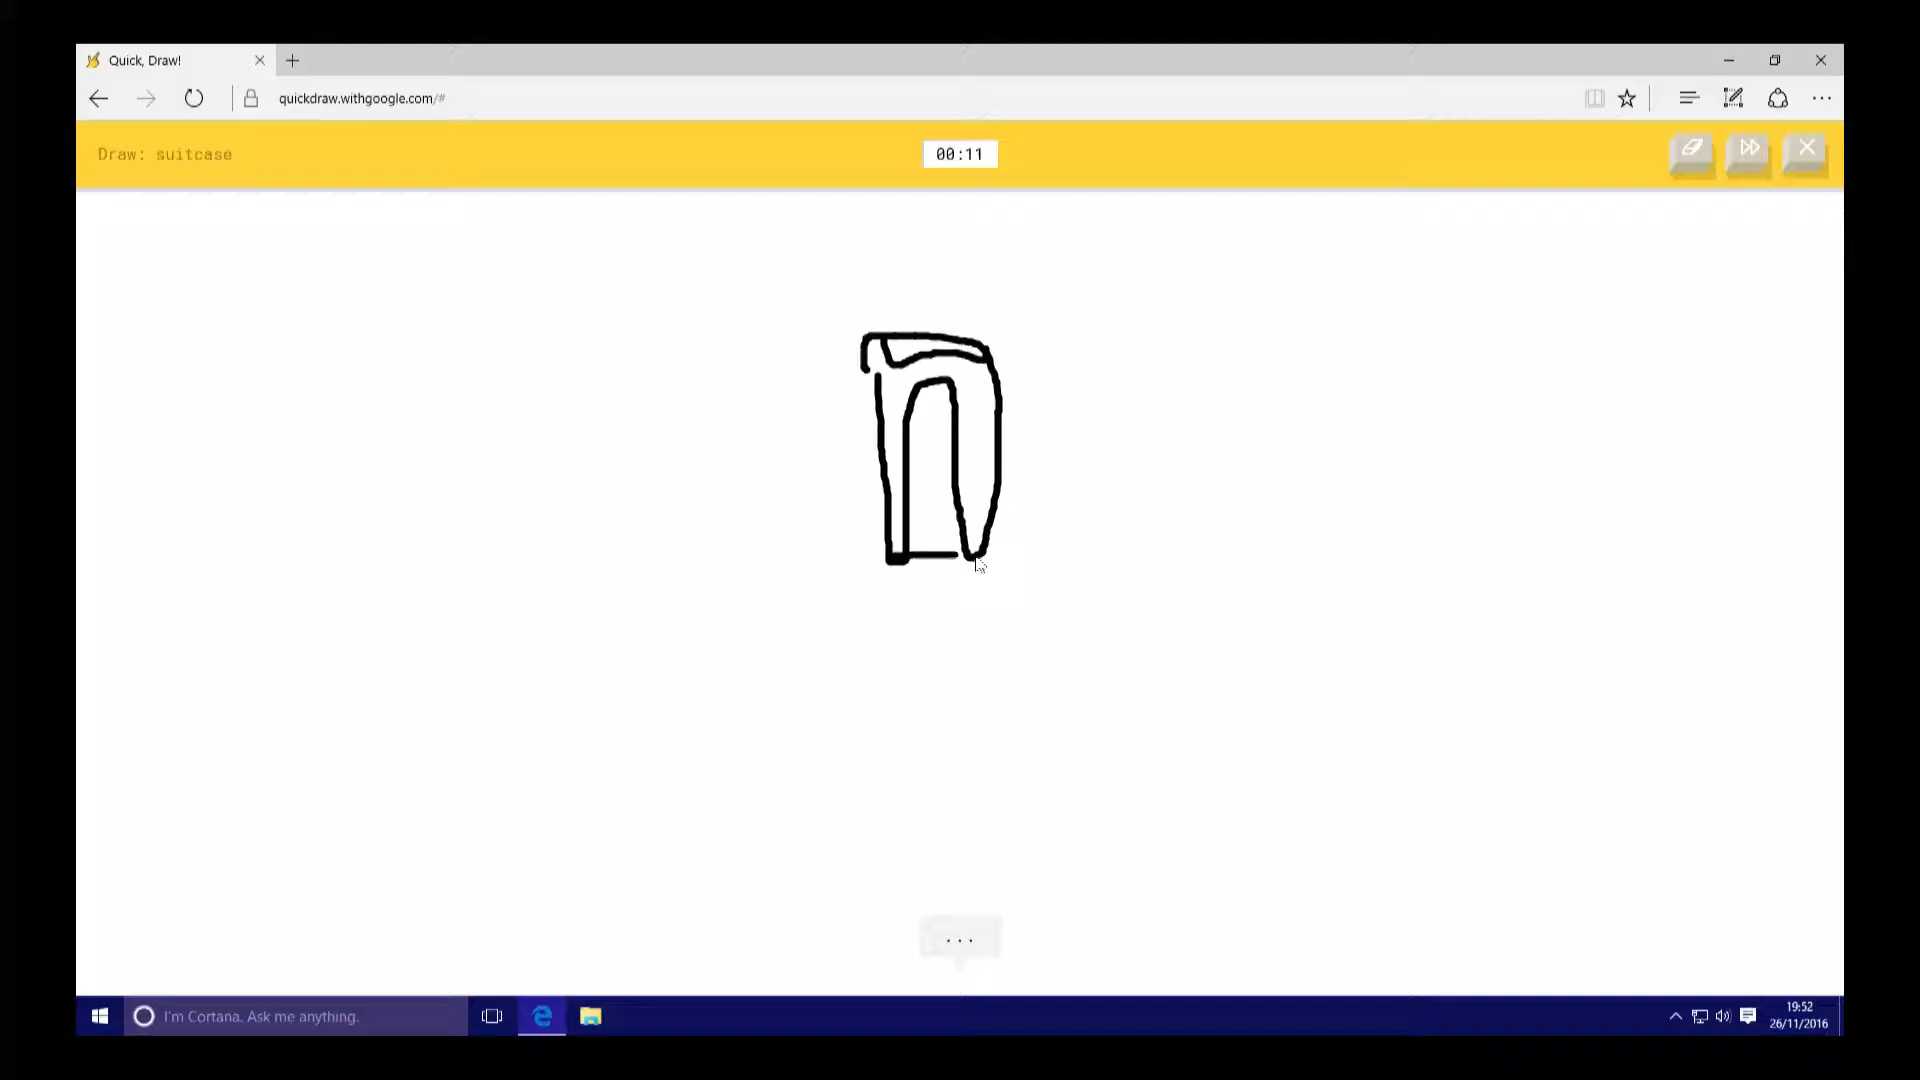 Quick, Draw!
quickdraw.withgoogle.com/#
Draw: suitcase
00:11
...
I'm Cortana. Ask me anything.
19:52
26/11/2016